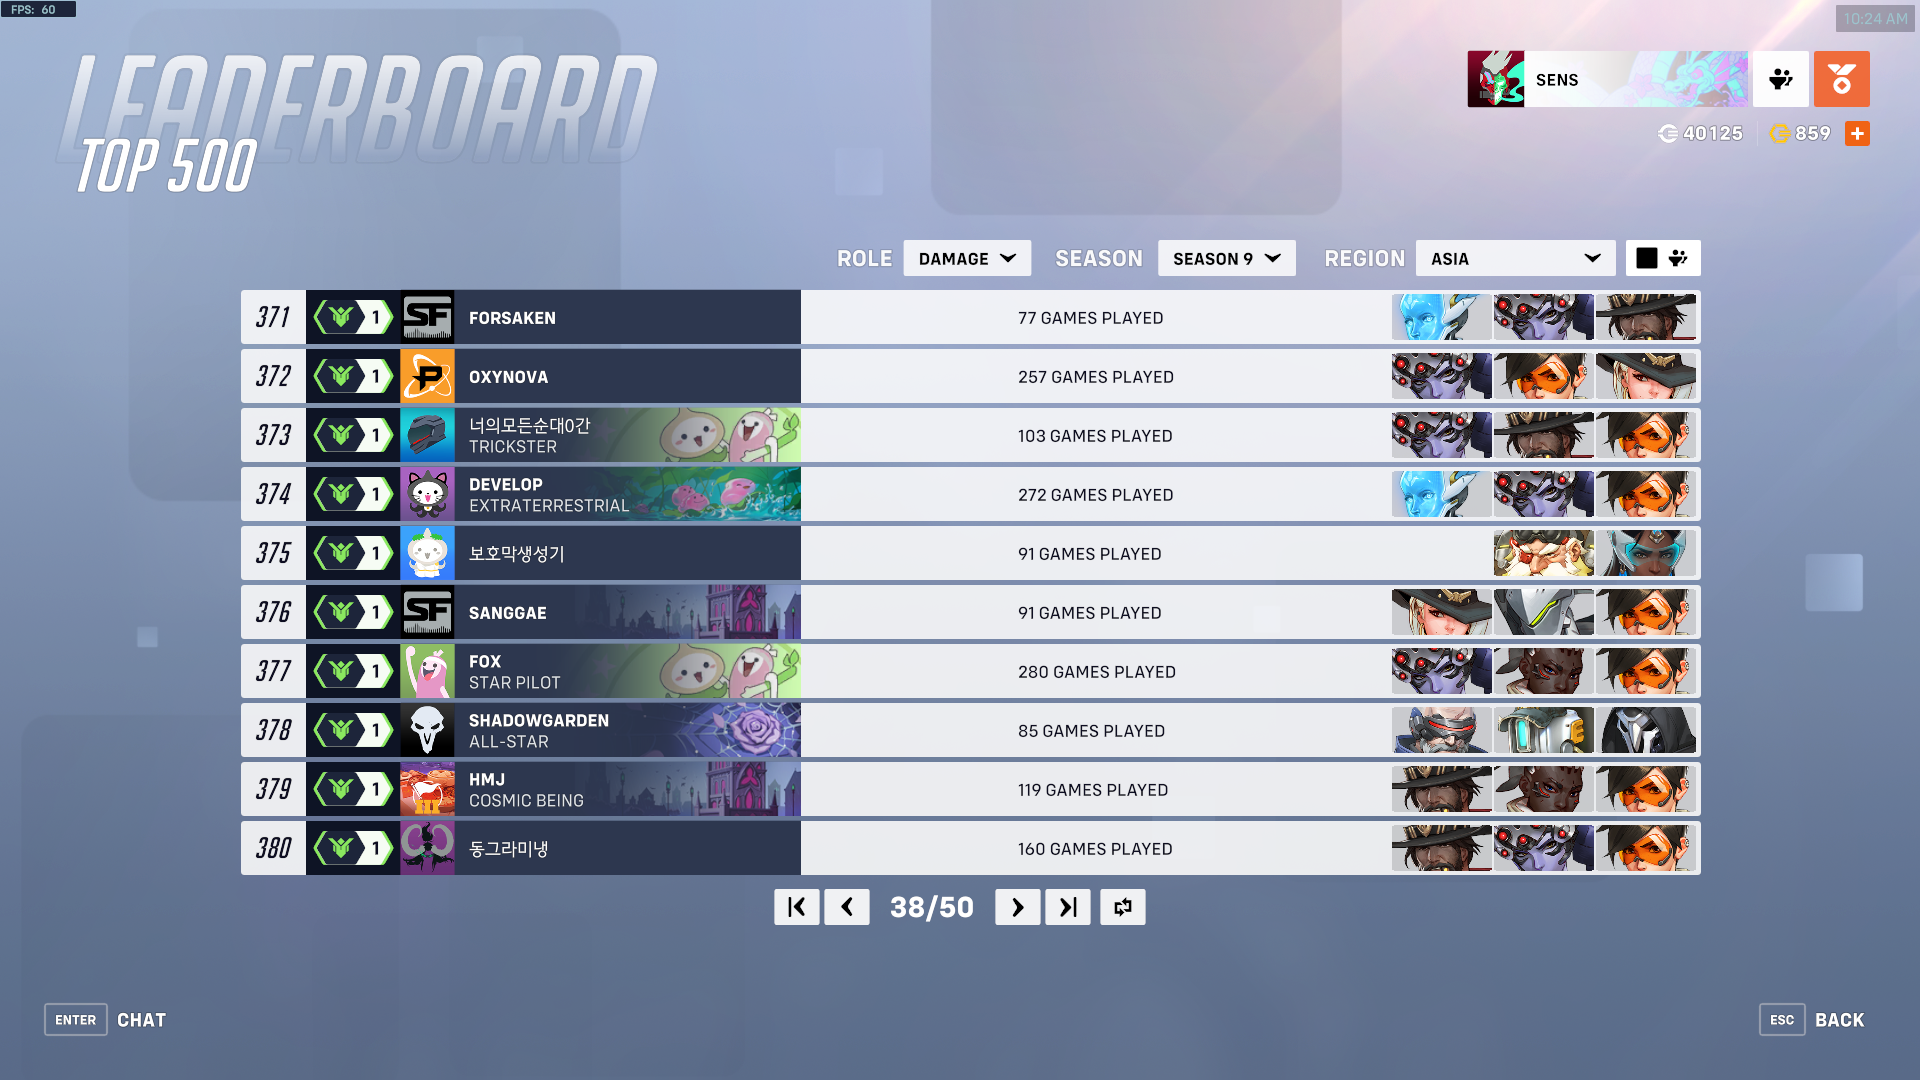 FPS: 60
10:24 AM
LEADERBOARD
TOP 500
SENS
40125
859
ROLE DAMAGE SEASON SEASON 9 REGION ASIA
371 1 SF FORSAKEN 77 GAMES PLAYED
372 1 P OXYNOVA 257 GAMES PLAYED
373 1 너의모든순대0간 103 GAMES PLAYED
TRICKSTER
374 1 DEVELOP 272 GAMES PLAYED
EXTRATERRESTRIAL
375 1 보호막생성기 91 GAMES PLAYED
376 1 SF SANGGAE 91 GAMES PLAYED
377 1 FOX 280 GAMES PLAYED
STAR PILOT
378 1 SHADOWGARDEN 85 GAMES PLAYED
ALL-STAR
379 1 III HMJ 119 GAMES PLAYED
COSMIC BEING
380 1 동그라미냉 160 GAMES PLAYED
38/50
ENTER CHAT
ESC BACK